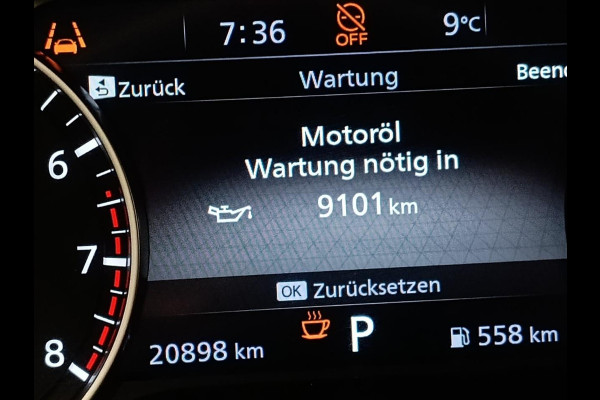 7:36
OFF
9°C
Zurück
Wartung
Been
Motoröl
Wartung nötig in
9101 km
6
7
8
OK Zurücksetzen
20898 km
P
558 km